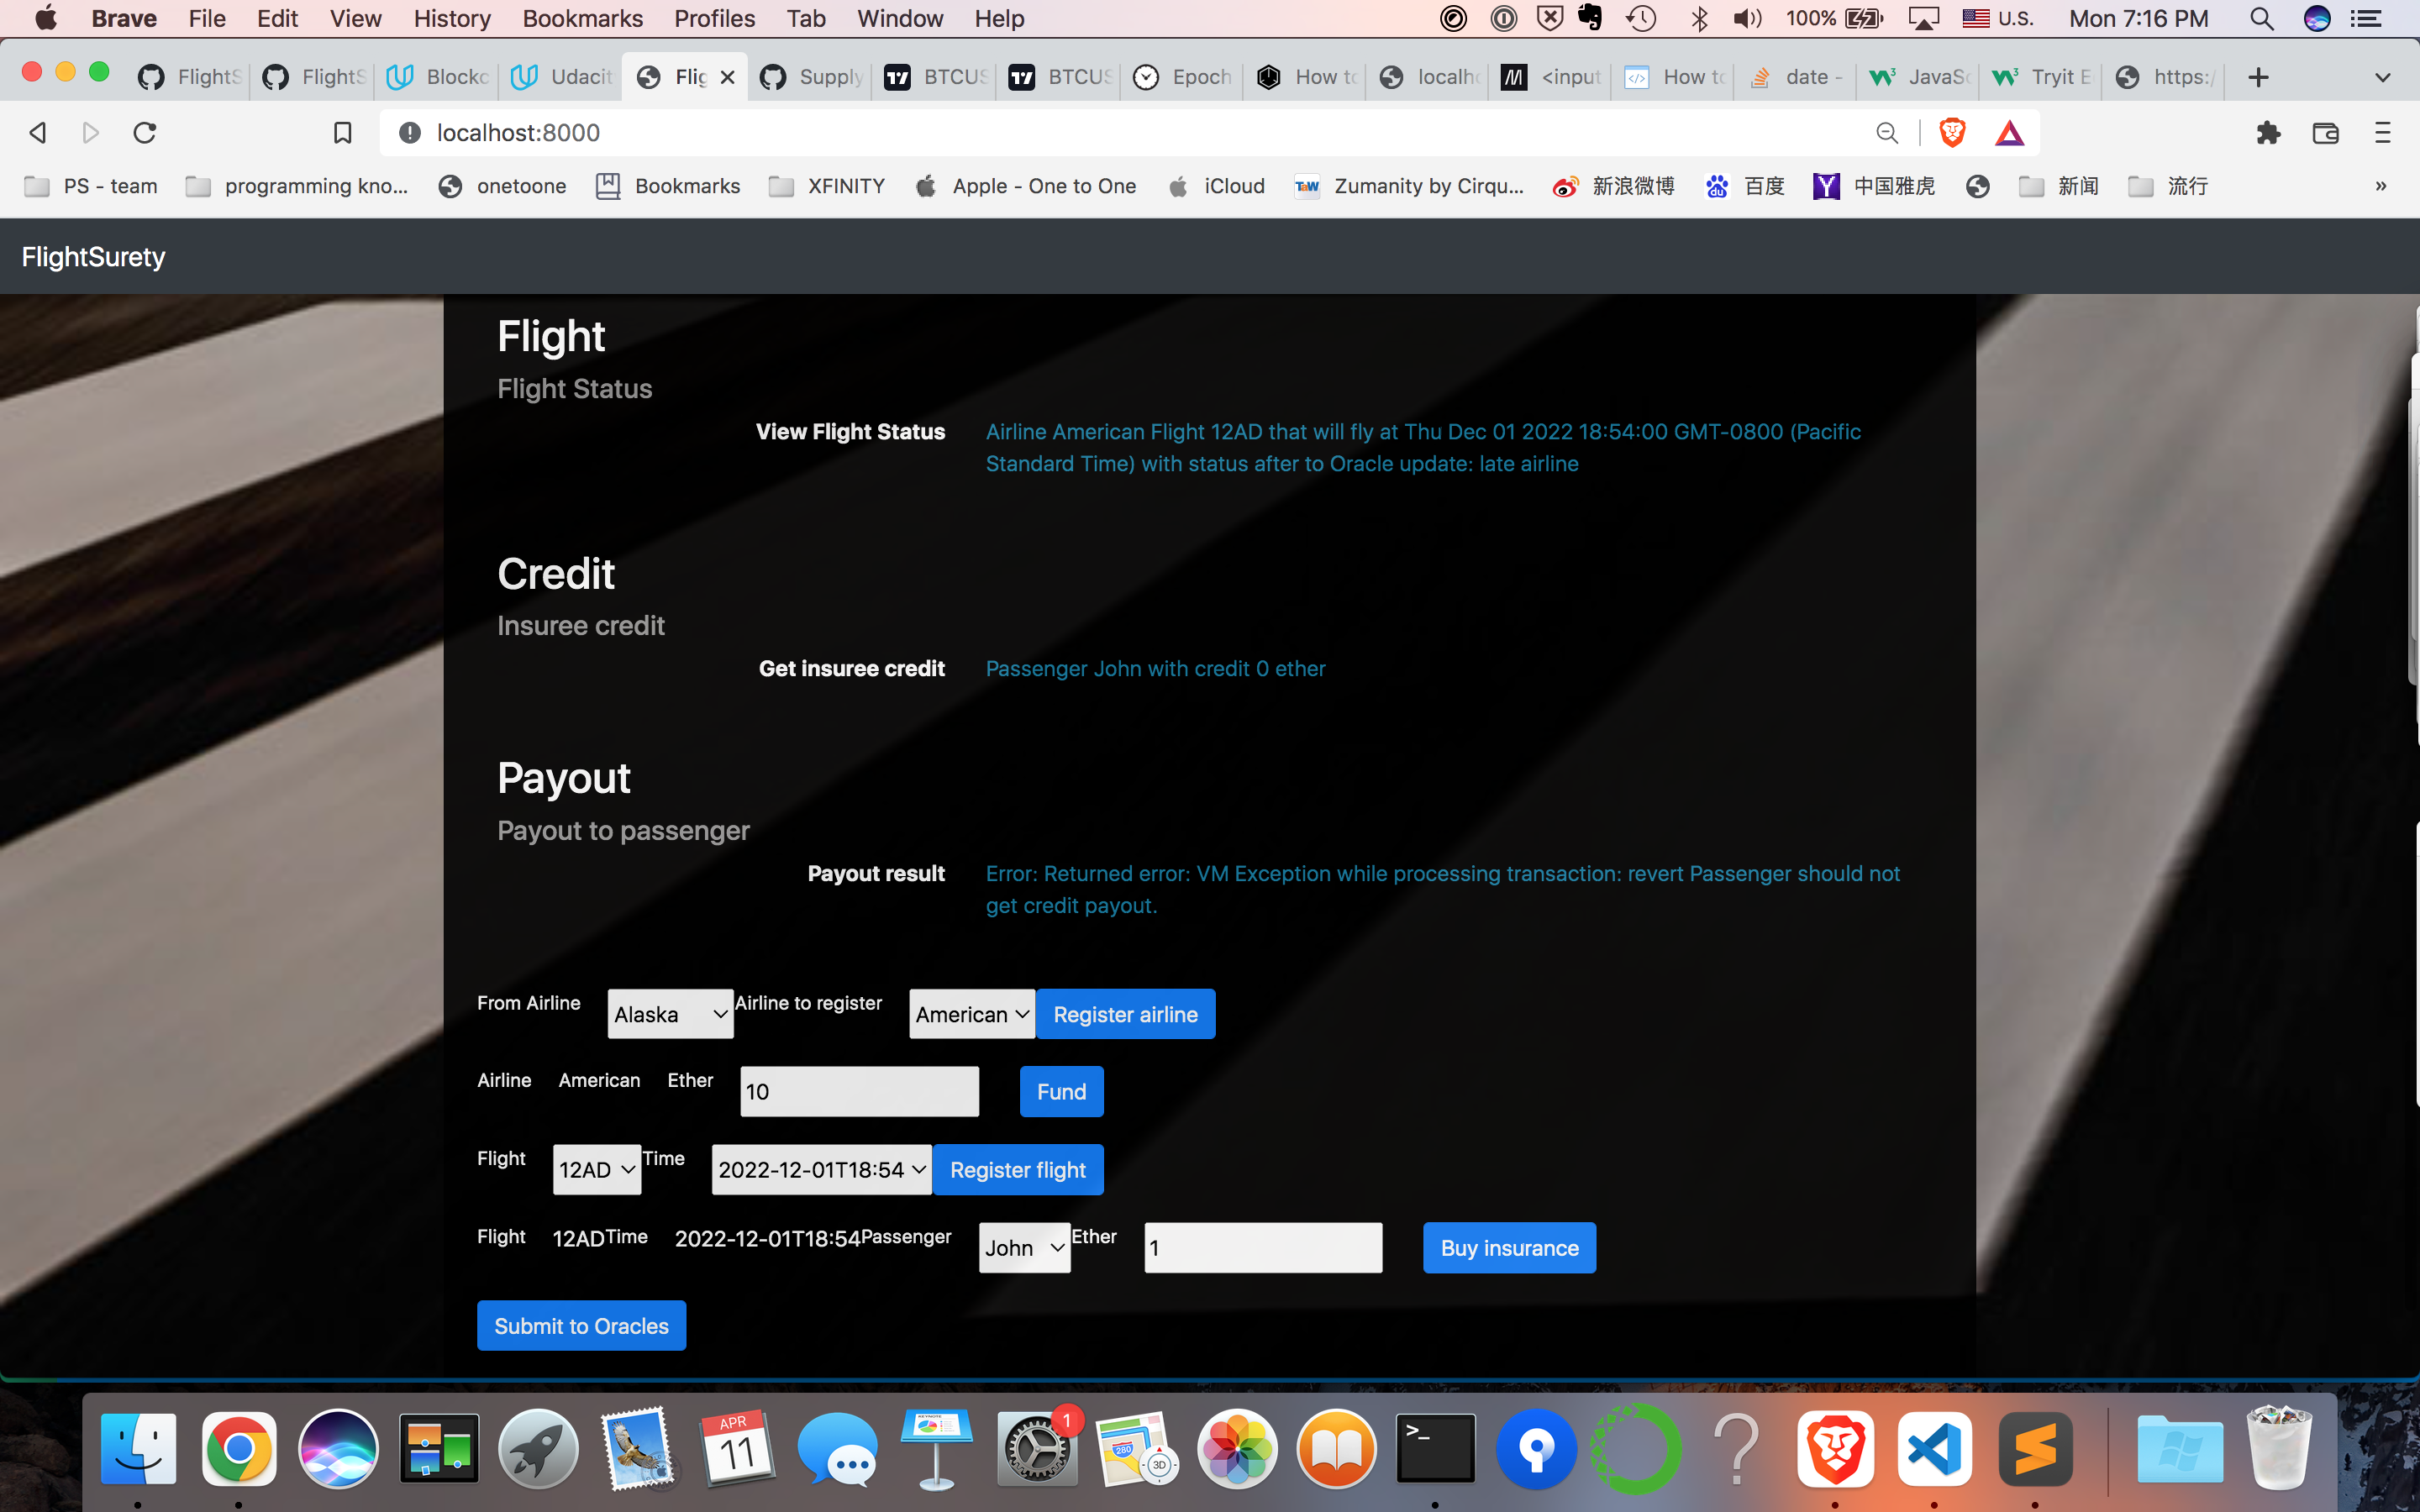 Brave File Edit View History Bookmarks Profiles Tab Window Help 100% U.S. Mon 7:16 PM
FlightS FlightS Blockc Udacit Flig Supply BTCUS BTCUS Epoch How to localho <input How to date - JavaSc Tryit E https:/
localhost:8000
PS - team programming kno... onetoone Bookmarks XFINITY Apple - One to One iCloud Zumanity by Cirqu... 新浪微博 百度 中国雅虎 新闻 流行 »
FlightSurety
Flight
Flight Status
View Flight Status Airline American Flight 12AD that will fly at Thu Dec 01 2022 18:54:00 GMT-0800 (Pacific
Standard Time) with status after to Oracle update: late airline
Credit
Insuree credit
Get insuree credit Passenger John with credit 0 ether
Payout
Payout to passenger
Payout result Error: Returned error: VM Exception while processing transaction: revert Passenger should not
get credit payout.
From Airline Alaska Airline to register American Register airline
Airline American Ether 10 Fund
Flight 12AD Time 2022-12-01T18:54 Register flight
Flight 12ADTime 2022-12-01T18:54Passenger John Ether 1 Buy insurance
Submit to Oracles
APR
11
1
280
3D